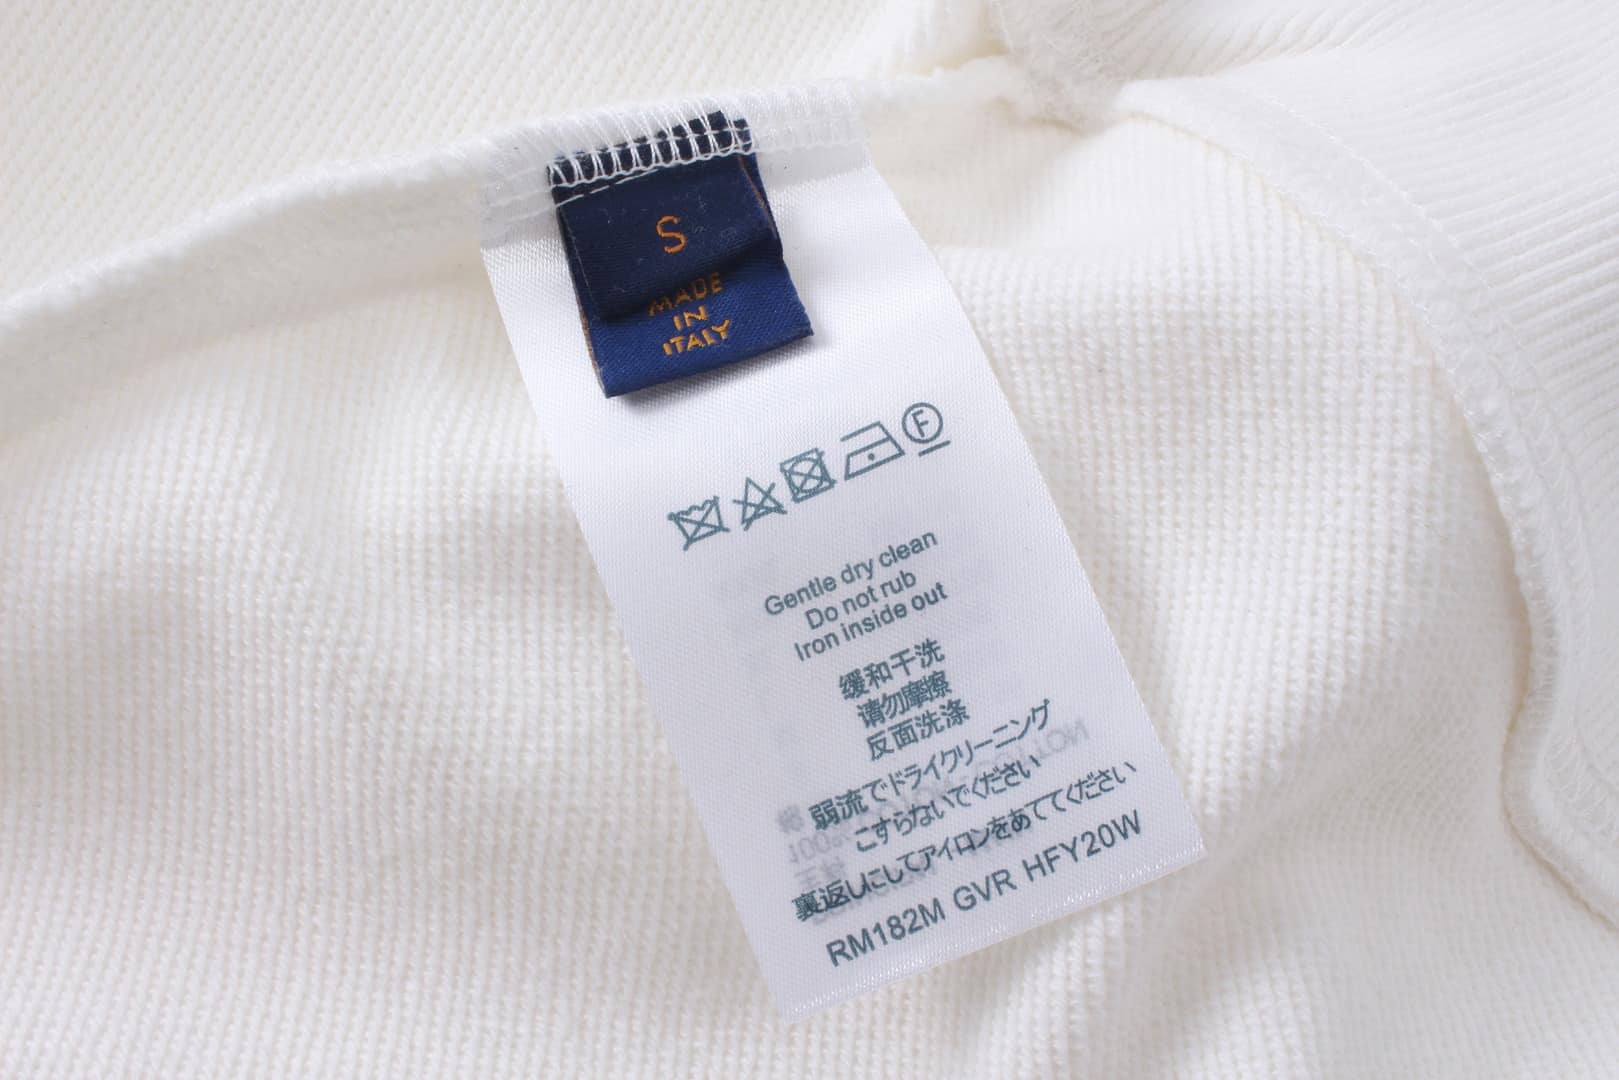 S
MADE
IN
ITALY
F
Gentle dry clean
Do not rub
Iron inside out
缓和干洗
请勿摩擦
反面洗涤
弱流でドライクリーニング
こすらないでください
裏返しにしてアイロンをあててください
RM182M GVR HFY20W